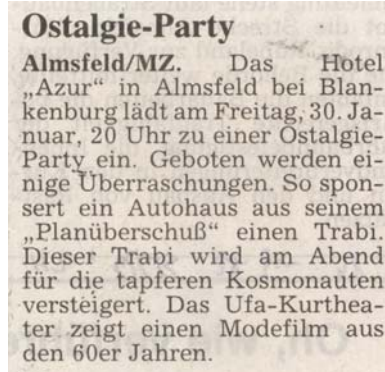 Ostalgie-Party
Almsfeld/MZ. Das Hotel
„Azur“ in Almsfeld bei Blan-
kenburg lädt am Freitag, 30. Ja-
nuar, 20 Uhr zu einer Ostalgie-
Party ein. Geboten werden ei-
nige Überraschungen. So spon-
sert ein Autohaus aus seinem
„Planüberschuß“ einen Trabi.
Dieser Trabi wird am Abend
für die tapferen Kosmonauten
versteigert. Das Ufa-Kurthea-
ter zeigt einen Modefilm aus
den 60er Jahren.